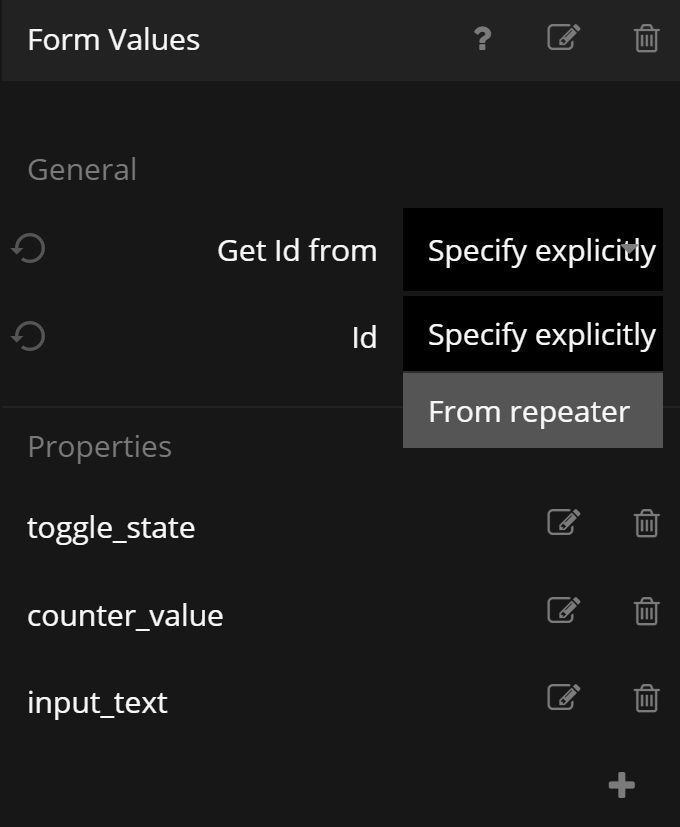 Form Values ?
General
Get Id from Specify explicitly
Id Specify explicitly
From repeater
Properties
toggle_state
counter_value
input_text